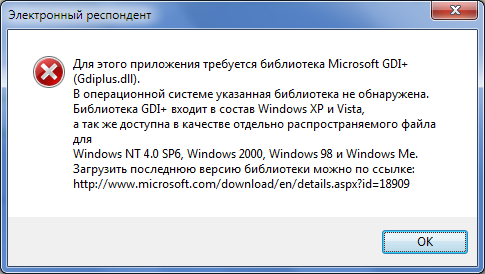 Электронный респондент
Для этого приложения требуется библиотека Microsoft GDI+
(Gdiplus.dll).
В операционной системе указанная библиотека не обнаружена.
Библиотека GDI+ входит в состав Windows XP и Vista,
а так же доступна в качестве отдельно распространяемого файла
для
Windows NT 4.0 SP6, Windows 2000, Windows 98 и Windows Me.
Загрузить последнюю версию библиотеки можно по ссылке:
http://www.microsoft.com/download/en/details.aspx?id=18909
OK